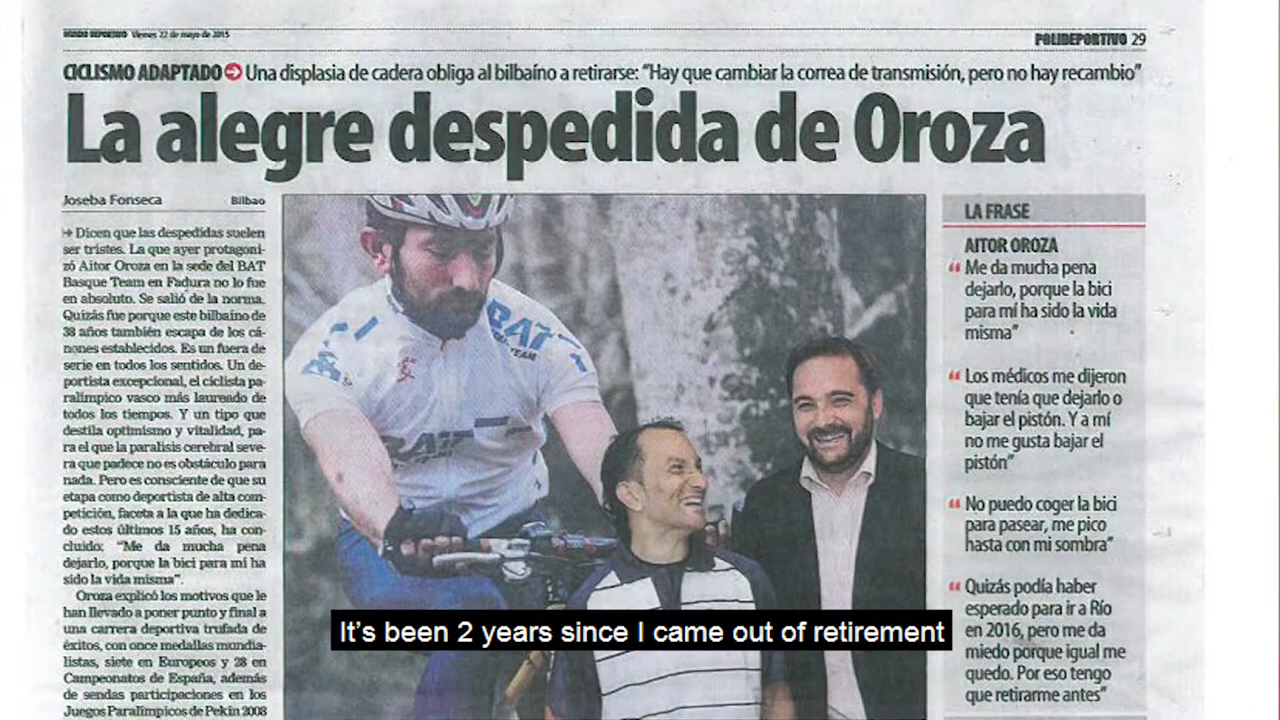 MUNDO DEPORTIVO Viernes 22 de mayo de 2015
POLIDEPORTIVO 29
CICLISMO ADAPTADO Una displasia de cadera obliga al bilbaíno a retirarse: “Hay que cambiar la correa de transmisión, pero no hay recambio”
La alegre despedida de Oroza
Joseba Fonseca Bilbao
Dicen que las despedidas suelen
ser tristes. La que ayer protagoni-
zó Aitor Oroza en la sede del BAT
Basque Team en Fadura no lo fue
en absoluto. Se salió de la norma.
Quizás fue porque este bilbaino de
38 años también escapa de los cá-
nones establecidos. Es un fuera de
serie en todos los sentidos. Un de-
portista excepcional, el ciclista pa-
ralímpico vasco más laureado de
todos los tiempos. Y un tipo que
destila optimismo y vitalidad, pa-
ra el que la paralisis cerebral seve-
ra que padece no es obstáculo para
nada. Pero es consciente de que su
etapa como deportista de alta com-
petición, faceta a la que ha dedica-
do estos últimos 15 años, ha con-
cluido: “Me da mucha pena
dejarlo, porque la bici para mí ha
sido la vida misma”.
Oroza explicó los motivos que le
han llevado a poner punto y final a
una carrera deportiva trufada de
éxitos, con once medallas mundia-
listas, siete en Europeos y 28 en
Campeonatos de España, además
de sendas participaciones en los
Juegos Paralímpicos de Pekín 2008
BAT
TEAM
BAT
LA FRASE
AITOR OROZA
“ Me da mucha pena
dejarlo, porque la bici
para mí ha sido la vida
misma”
“ Los médicos me dijeron
que tenía que dejarlo o
bajar el pistón. Y a mí
no me gusta bajar el
pistón”
“ No puedo coger la bici
para pasear, me pico
hasta con mi sombra”
“ Quizás podía haber
esperado para ir a Río
en 2016, pero me da
miedo porque igual me
quedo. Por eso tengo
que retirarme antes”
It’s been 2 years since I came out of retirement